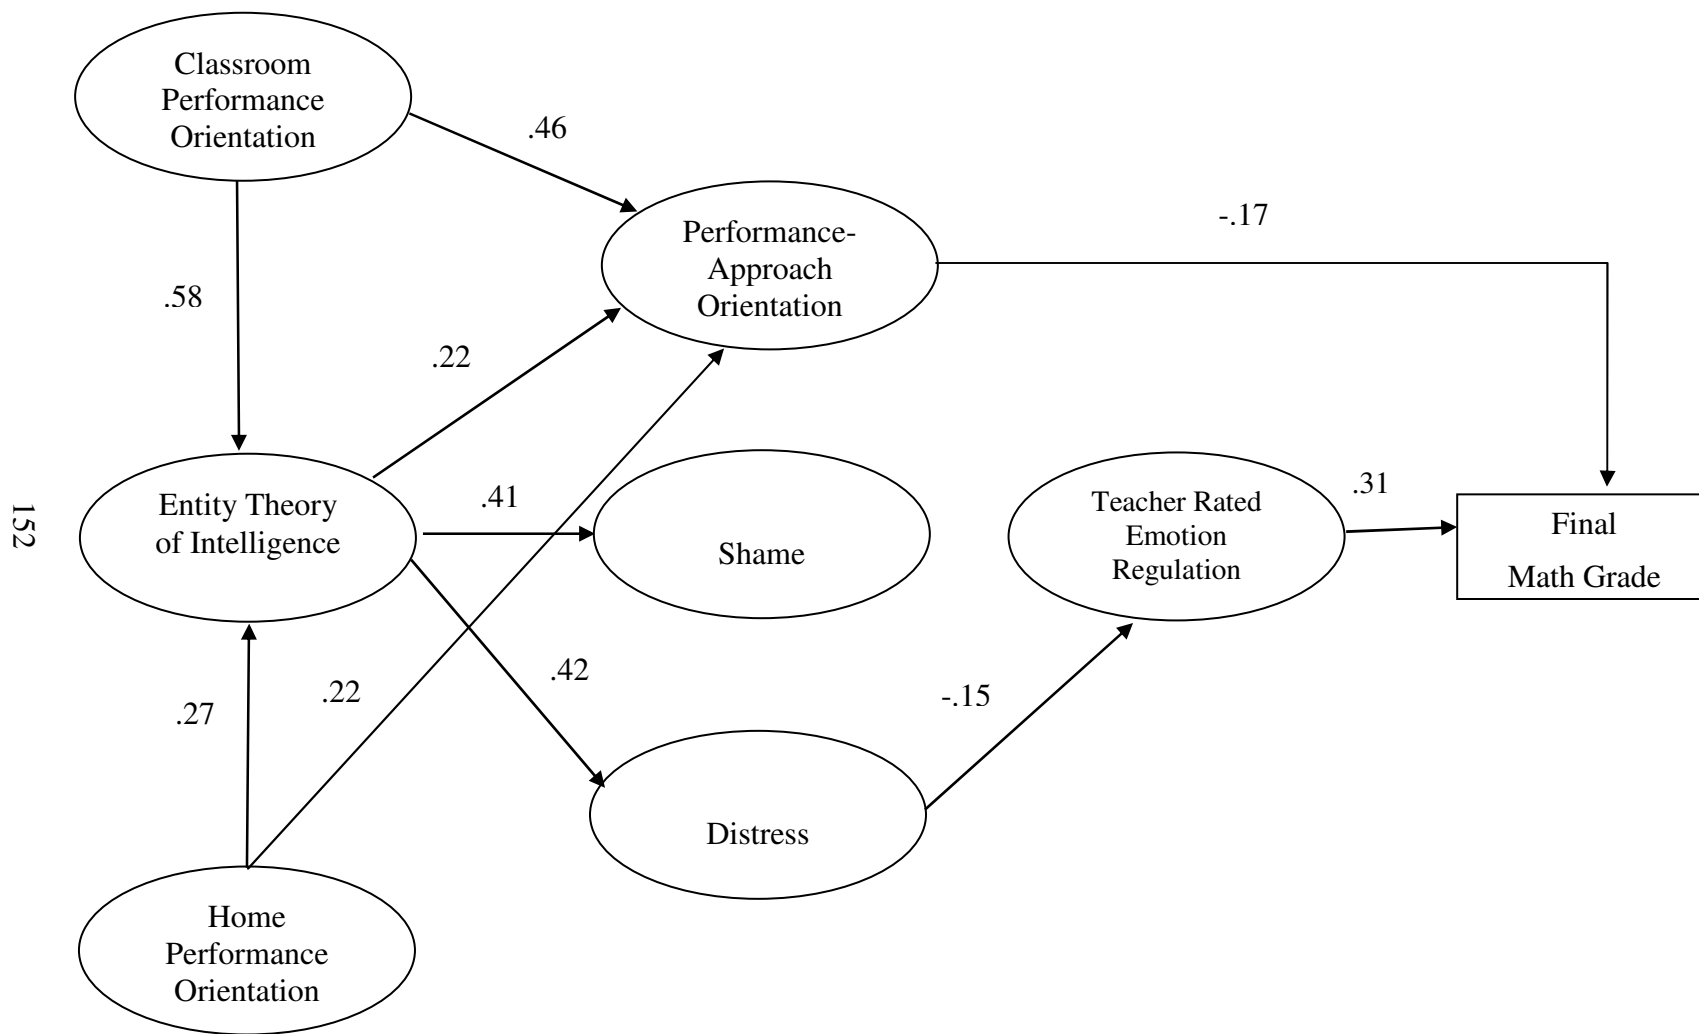 Classroom
Performance
Orientation
.46
Performance-
Approach
Orientation
-.17
.58
.22
Entity Theory
of Intelligence
.41
Shame
Teacher Rated
Emotion
Regulation
.31
Final
Math Grade
.27
.22
.42
-.15
Distress
Home
Performance
Orientation
152